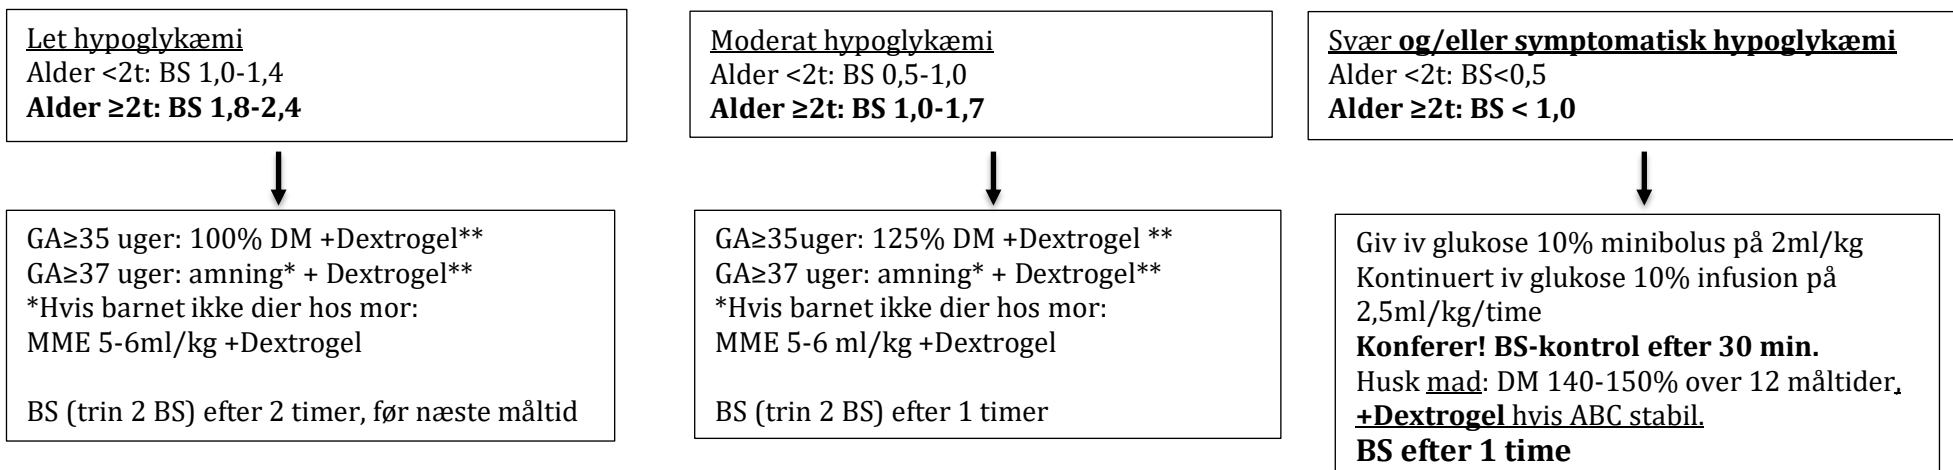 Let hypoglykæmi
Alder <2t: BS 1,0-1,4
Alder ≥2t: BS 1,8-2,4
GA≥35 uger: 100% DM +Dextrogel**
GA≥37 uger: amning* + Dextrogel**
*Hvis barnet ikke dier hos mor:
MME 5-6ml/kg +Dextrogel
BS (trin 2 BS) efter 2 timer, før næste måltid
Moderat hypoglykæmi
Alder <2t: BS 0,5-1,0
Alder ≥2t: BS 1,0-1,7
GA≥35uger: 125% DM +Dextrogel **
GA≥37 uger: amning* + Dextrogel**
*Hvis barnet ikke dier hos mor:
MME 5-6 ml/kg +Dextrogel
BS (trin 2 BS) efter 1 timer
Svær og/eller symptomatisk hypoglykæmi
Alder <2t: BS<0,5
Alder ≥2t: BS < 1,0
Giv iv glukose 10% minibolus på 2ml/kg
Kontinuert iv glukose 10% infusion på
2,5ml/kg/time
Konferer! BS-kontrol efter 30 min.
Husk mad: DM 140-150% over 12 måltider,
+Dextrogel hvis ABC stabil.
BS efter 1 time